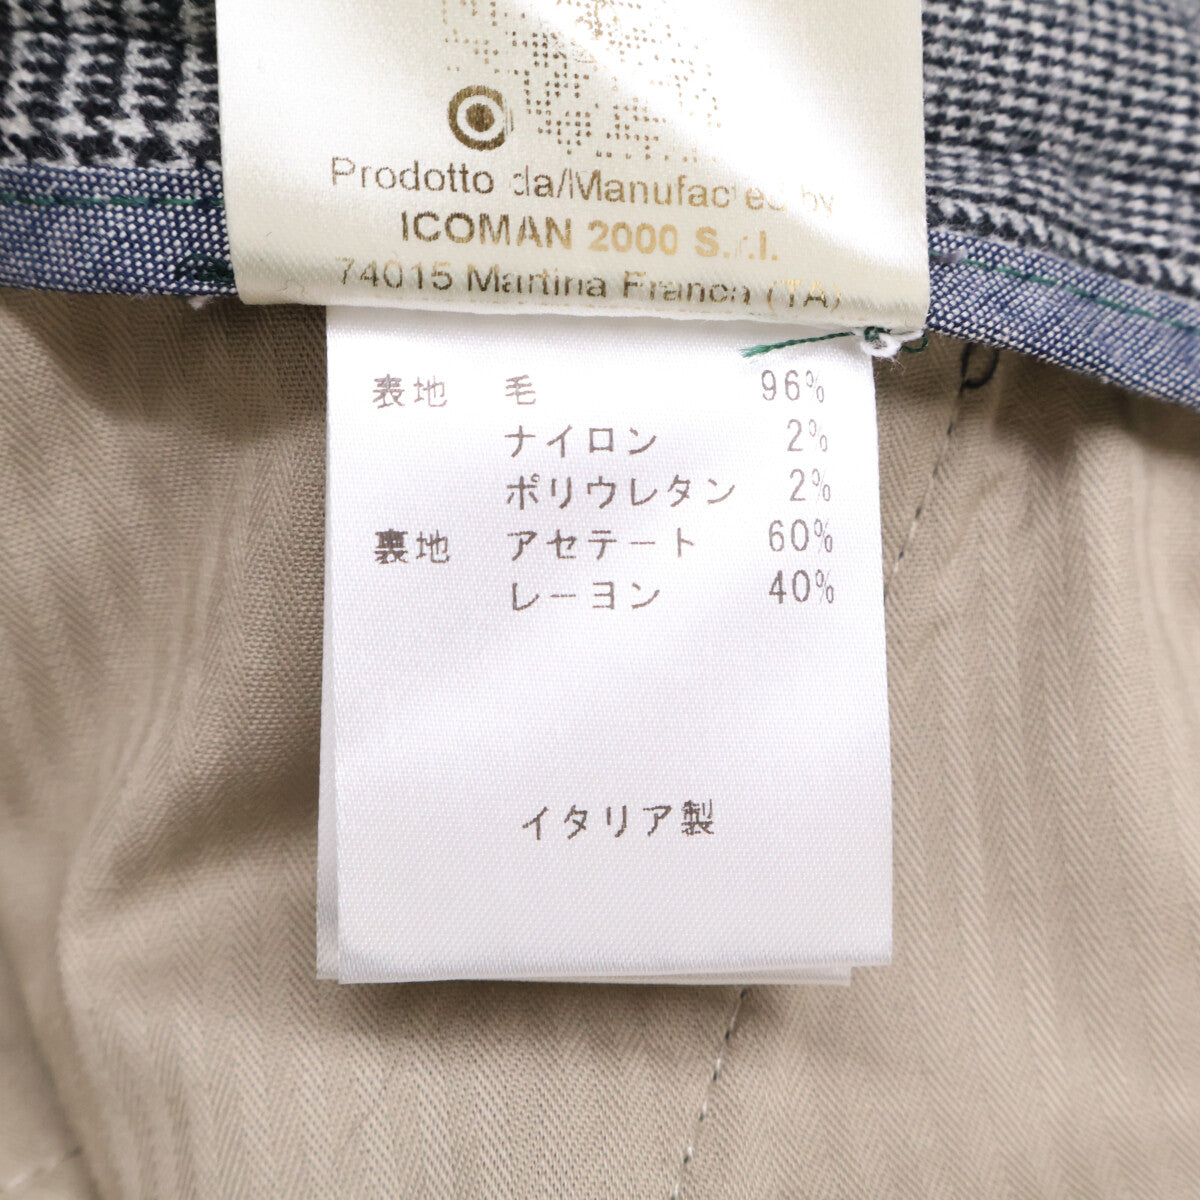 Prodotto da/Manufacted by
ICOMAN 2000 S.r.l.
74015 Martina Franca (TA)
表地 毛 96%
ナイロン 2%
ポリウレタン 2%
裏地 アセテート 60%
レーヨン 40%
イタリア製